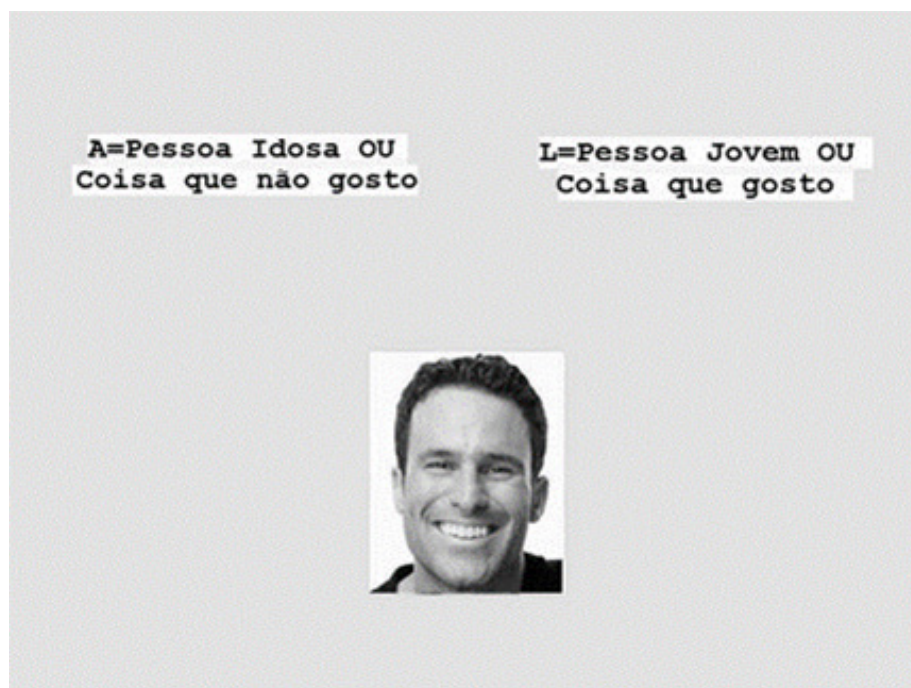 A=Pessoa Idosa OU
Coisa que não gosto
L=Pessoa Jovem OU
Coisa que gosto